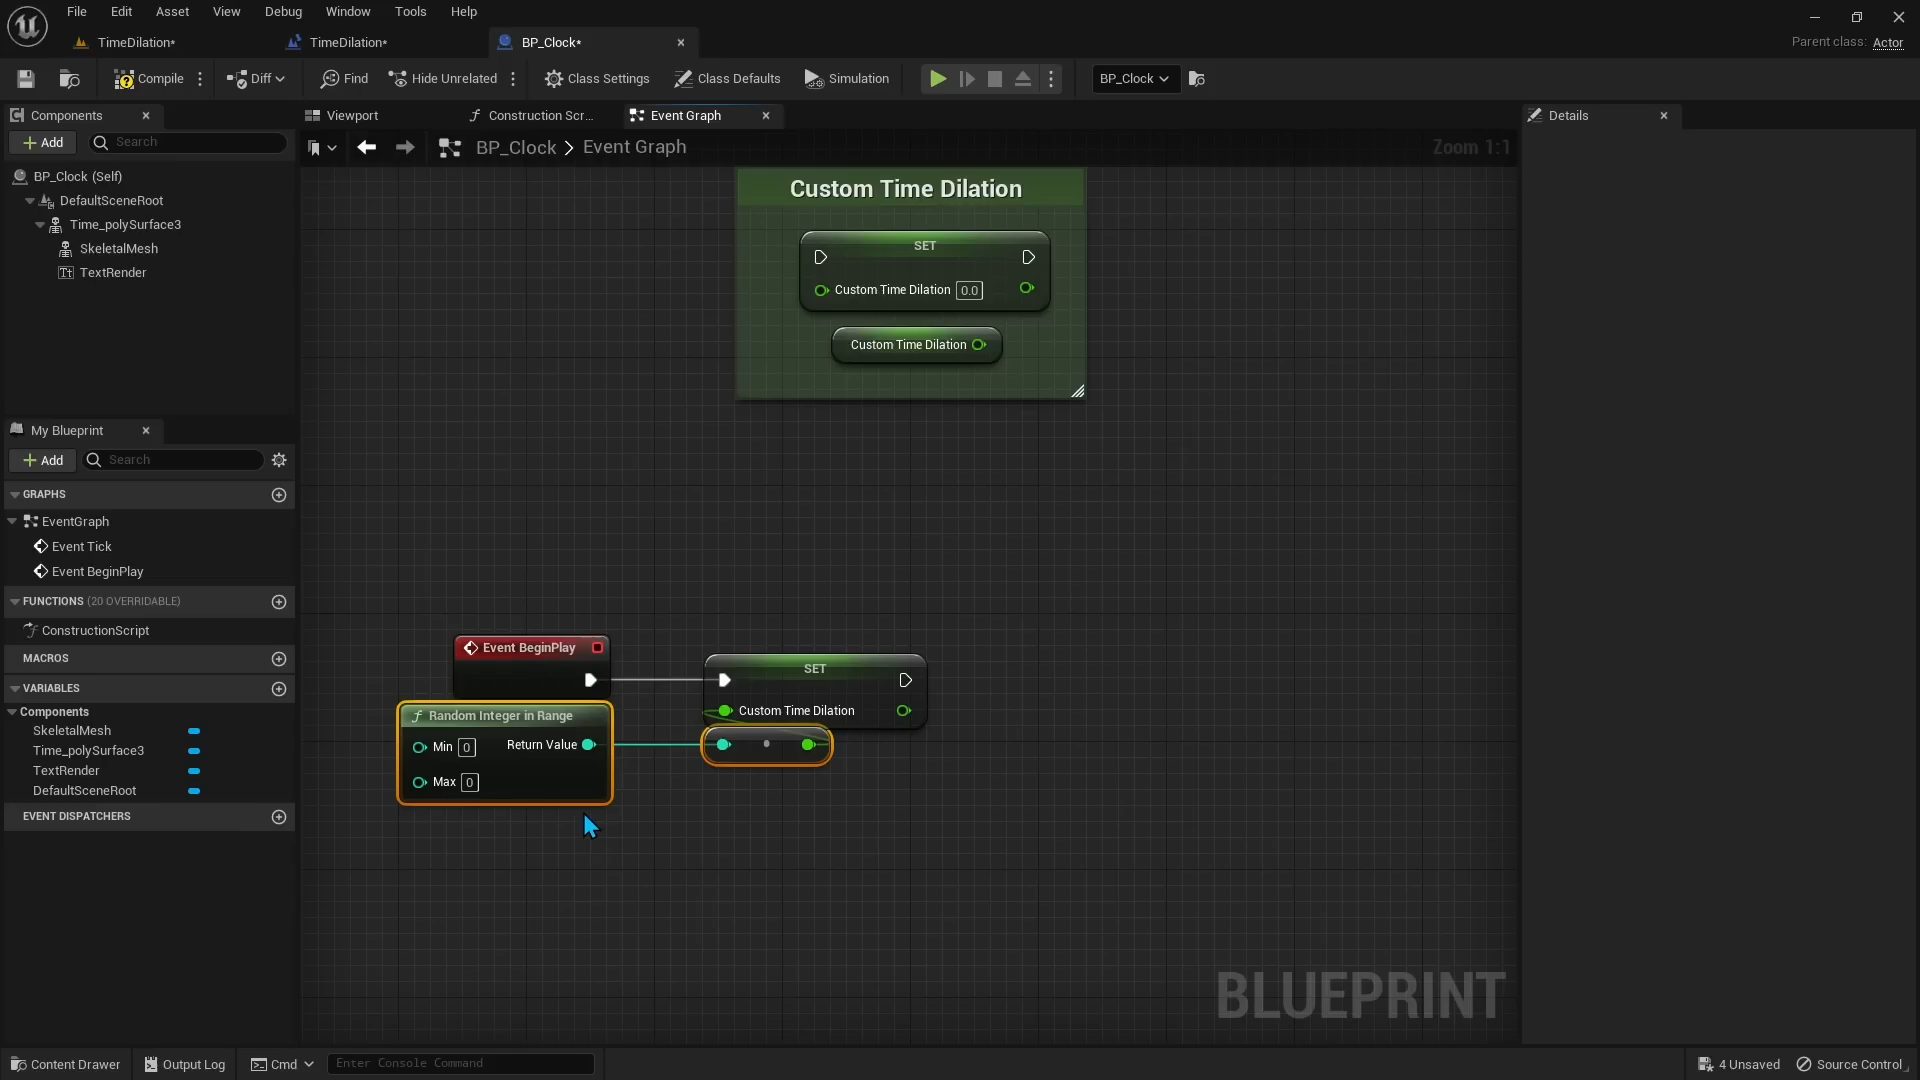 File Edit Asset View Debug Window Tools Help
TimeDilation* TimeDilation* BP_Clock*
Parent class: Actor
Compile Diff Find Hide Unrelated Class Settings Class Defaults Simulation BP_Clock
Components
Viewport Construction Scr... Event Graph
Details
Add Search
BP_Clock > Event Graph
Zoom 1:1
BP_Clock (Self)
DefaultSceneRoot
Time_polySurface3
SkeletalMesh
TextRender
Custom Time Dilation
SET
Custom Time Dilation 0.0
Custom Time Dilation
My Blueprint
Add Search
GRAPHS
EventGraph
Event Tick
Event BeginPlay
FUNCTIONS (20 OVERRIDABLE)
ConstructionScript
MACROS
VARIABLES
Components
SkeletalMesh
Time_polySurface3
TextRender
DefaultSceneRoot
EVENT DISPATCHERS
Event BeginPlay
SET
Custom Time Dilation
Random Integer in Range
Min 0 Return Value
Max 0
BLUEPRINT
Content Drawer Output Log Cmd Enter Console Command
4 Unsaved Source Control